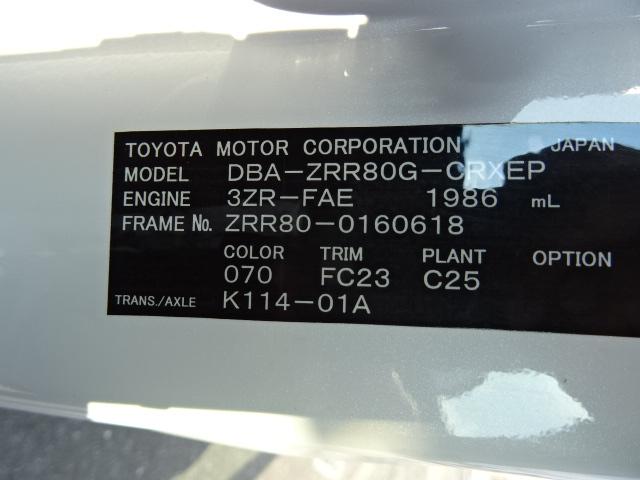 TOYOTA MOTOR CORPORATION JAPAN
MODEL DBA-ZRR80G-CRXEP
ENGINE 3ZR-FAE 1986 mL
FRAME No. ZRR80-0160618
COLOR TRIM PLANT OPTION
070 FC23 C25
TRANS./AXLE K114-01A